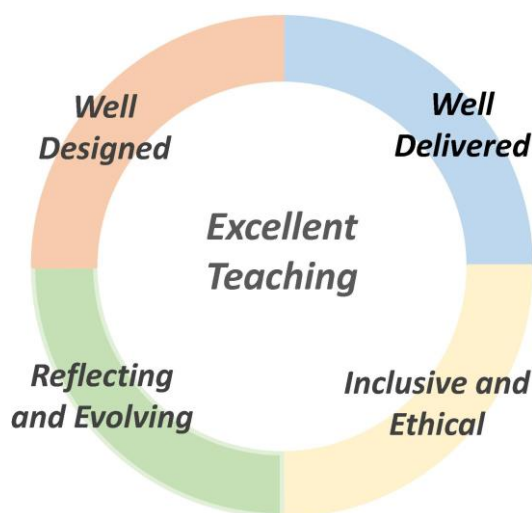 Well
Designed
Well
Delivered
Excellent
Teaching
Reflecting
and Evolving
Inclusive and
Ethical